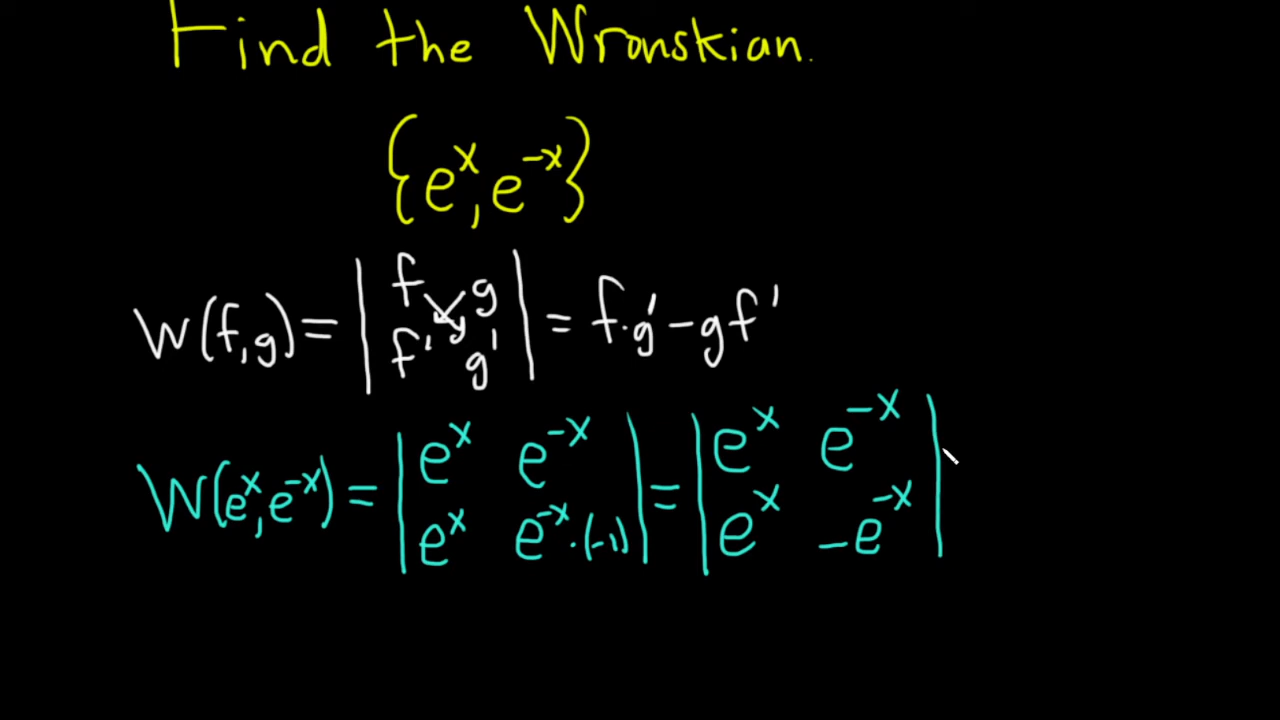 Find the Wronskian.
{e^x, e^-x}
W(f,g) = | f g ; f' g' | = f·g' - gf'
W(e^x, e^-x) = | e^x e^-x ; e^x e^-x·(-1) | = | e^x e^-x ; e^x -e^-x |